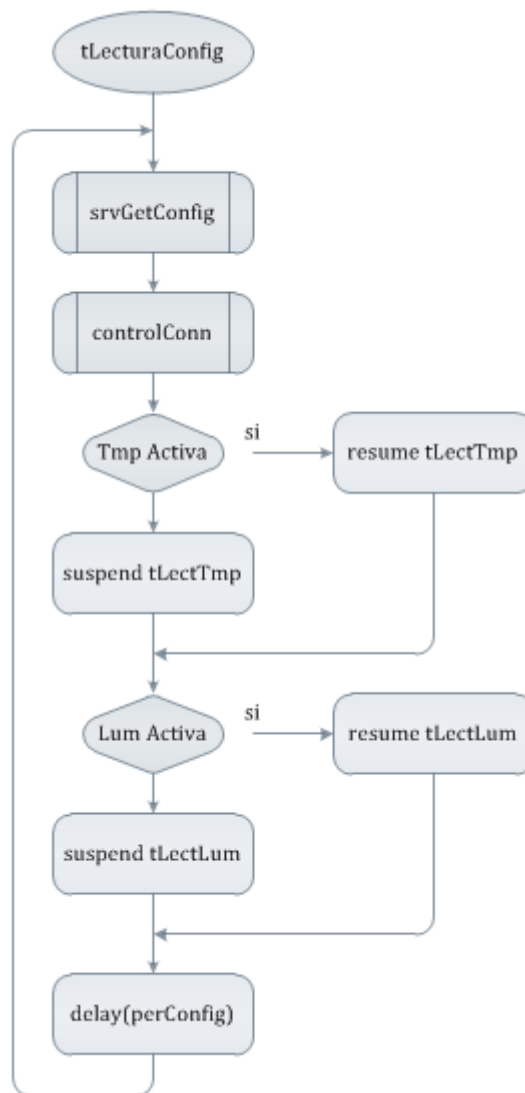 tLecturaConfig
srvGetConfig
controlConn
Tmp Activa
si
resume tLectTmp
suspend tLectTmp
Lum Activa
si
resume tLectLum
suspend tLectLum
delay(perConfig)